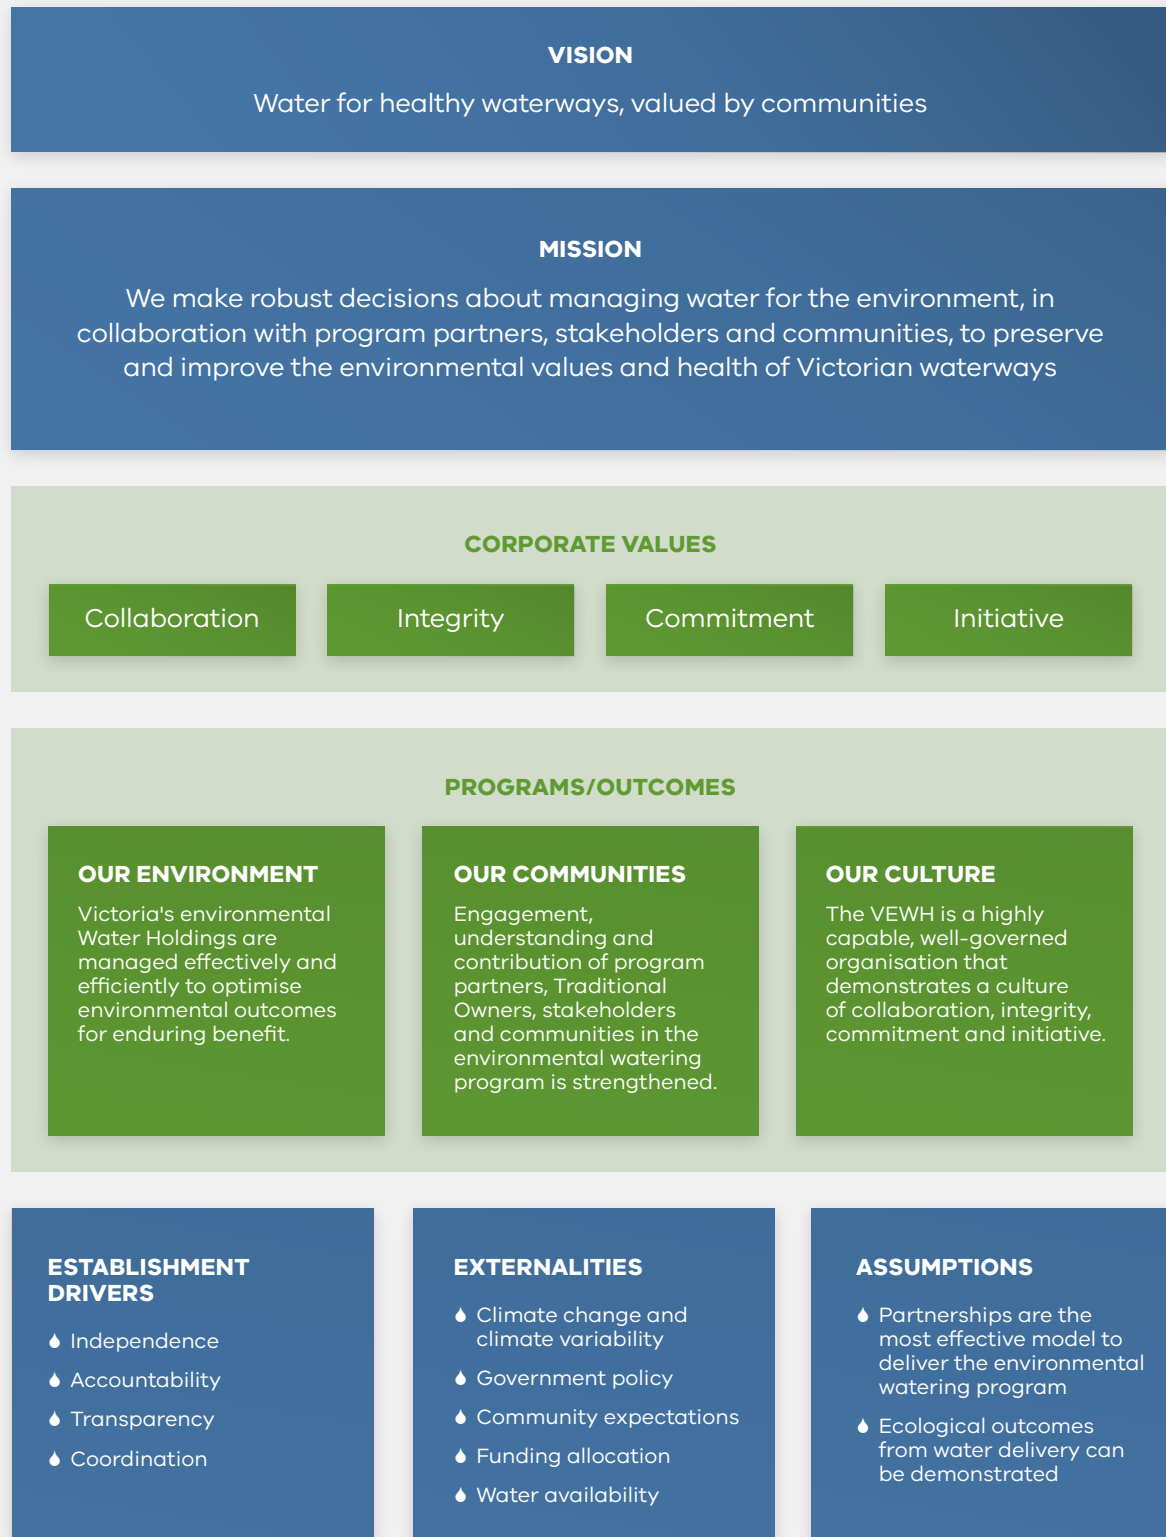 VISION
Water for healthy waterways, valued by communities
MISSION
We make robust decisions about managing water for the environment, in
collaboration with program partners, stakeholders and communities, to preserve
and improve the environmental values and health of Victorian waterways
CORPORATE VALUES
Collaboration
Integrity
Commitment
Initiative
PROGRAMS/OUTCOMES
OUR ENVIRONMENT
Victoria's environmental
Water Holdings are
managed effectively and
efficiently to optimise
environmental outcomes
for enduring benefit.
OUR COMMUNITIES
Engagement,
understanding and
contribution of program
partners, Traditional
Owners, stakeholders
and communities in the
environmental watering
program is strengthened.
OUR CULTURE
The VEWH is a highly
capable, well-governed
organisation that
demonstrates a culture
of collaboration, integrity,
commitment and initiative.
ESTABLISHMENT
DRIVERS
Independence
Accountability
Transparency
Coordination
EXTERNALITIES
Climate change and
climate variability
Government policy
Community expectations
Funding allocation
Water availability
ASSUMPTIONS
Partnerships are the
most effective model to
deliver the environmental
watering program
Ecological outcomes
from water delivery can
be demonstrated